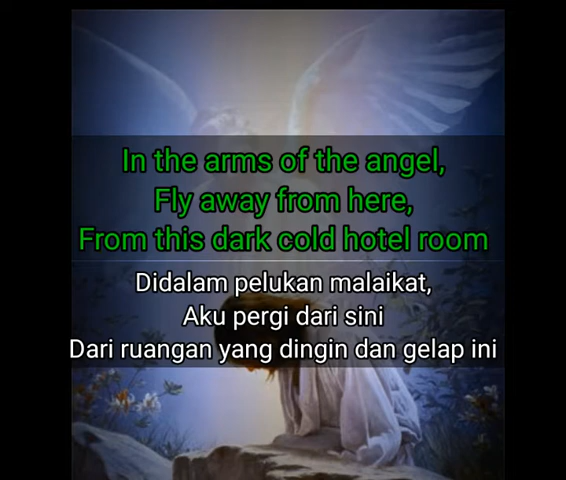 In the arms of the angel,
Fly away from here,
From this dark cold hotel room
Didalam pelukan malaikat,
Aku pergi dari sini
Dari ruangan yang dingin dan gelap ini